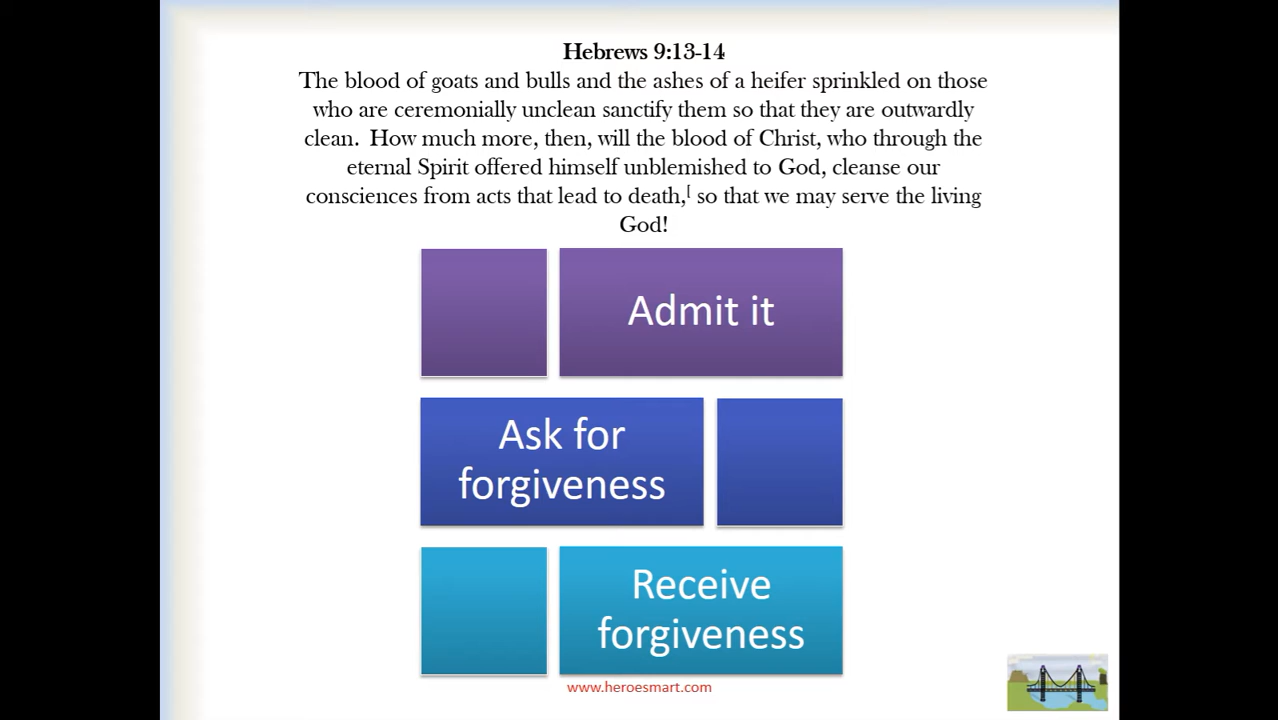 Hebrews 9:13-14
The blood of goats and bulls and the ashes of a heifer sprinkled on those
who are ceremonially unclean sanctify them so that they are outwardly
clean.  How much more, then, will the blood of Christ, who through the
eternal Spirit offered himself unblemished to God, cleanse our
consciences from acts that lead to death,[ so that we may serve the living
God!
Admit it
Ask for
forgiveness
Receive
forgiveness
www.heroesmart.com